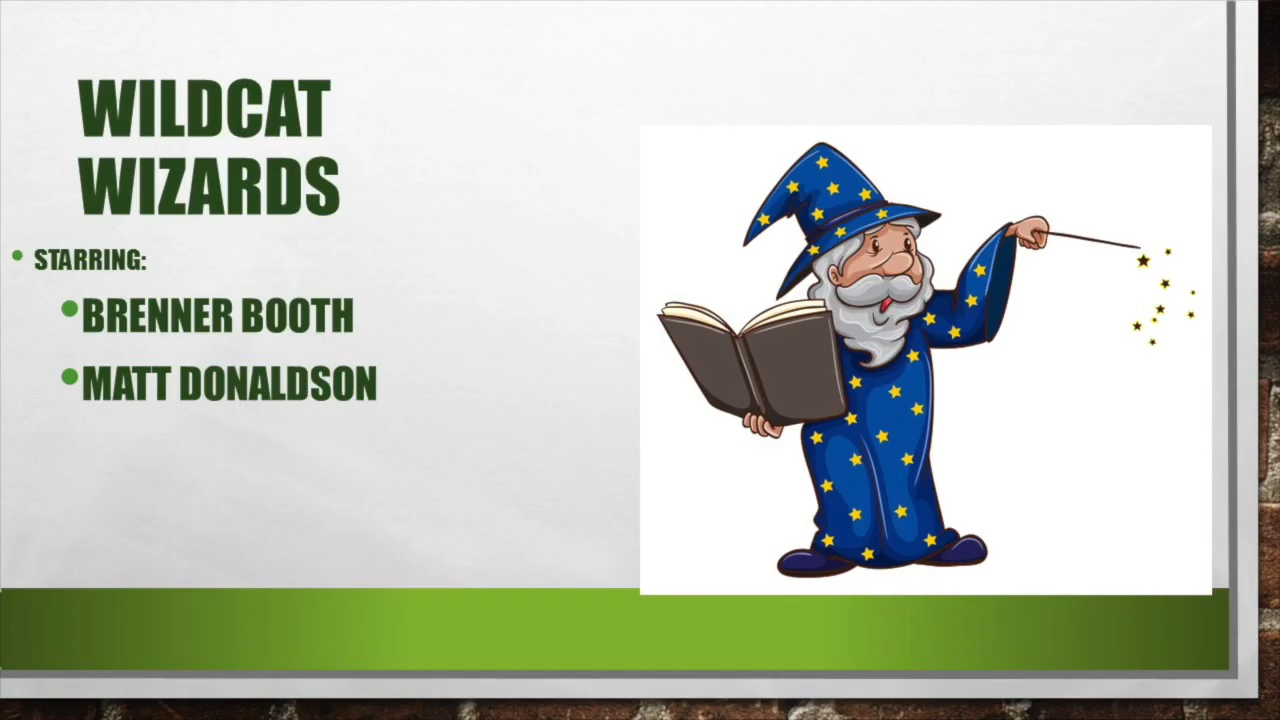 WILDCAT
WIZARDS
• STARRING:
•BRENNER BOOTH
•MATT DONALDSON